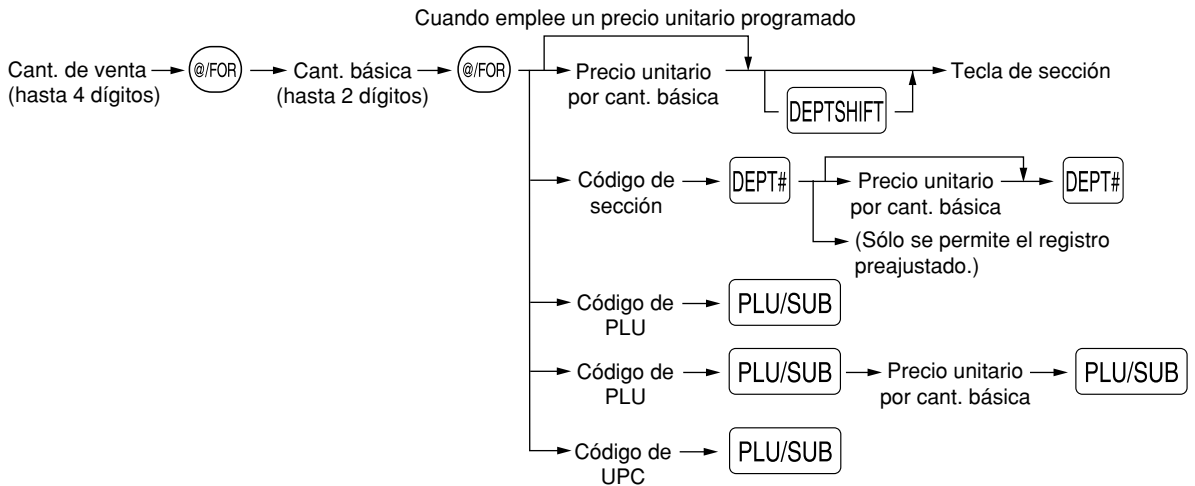 Cuando emplee un precio unitario programado
Cant. de venta
(hasta 4 dígitos)
@/FOR
Cant. básica
(hasta 2 dígitos)
@/FOR
Precio unitario
por cant. básica
DEPTSHIFT
Tecla de sección
Código de
sección
DEPT#
Precio unitario
por cant. básica
DEPT#
(Sólo se permite el registro
preajustado.)
Código de
PLU
PLU/SUB
Código de
PLU
PLU/SUB
Precio unitario
por cant. básica
PLU/SUB
Código de
UPC
PLU/SUB